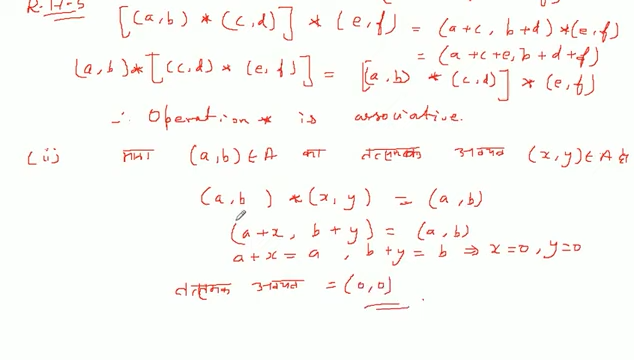 R.H.S
[(a,b) * (c,d)] * (e,f) = (a+c, b+d) * (e,f)
= (a+c+e, b+d+f)
(a,b) * [(c,d) * (e,f)] = [(a,b) * (c,d)] * (e,f)
∴ Operation * is associative.
(ii) माना (a,b) ∈ A का तत्समक अवयव (x,y) ∈ A है
(a,b) * (x,y) = (a,b)
(a+x, b+y) = (a,b)
a+x = a, b+y = b ⇒ x=0, y=0
तत्समक अवयव = (0,0)